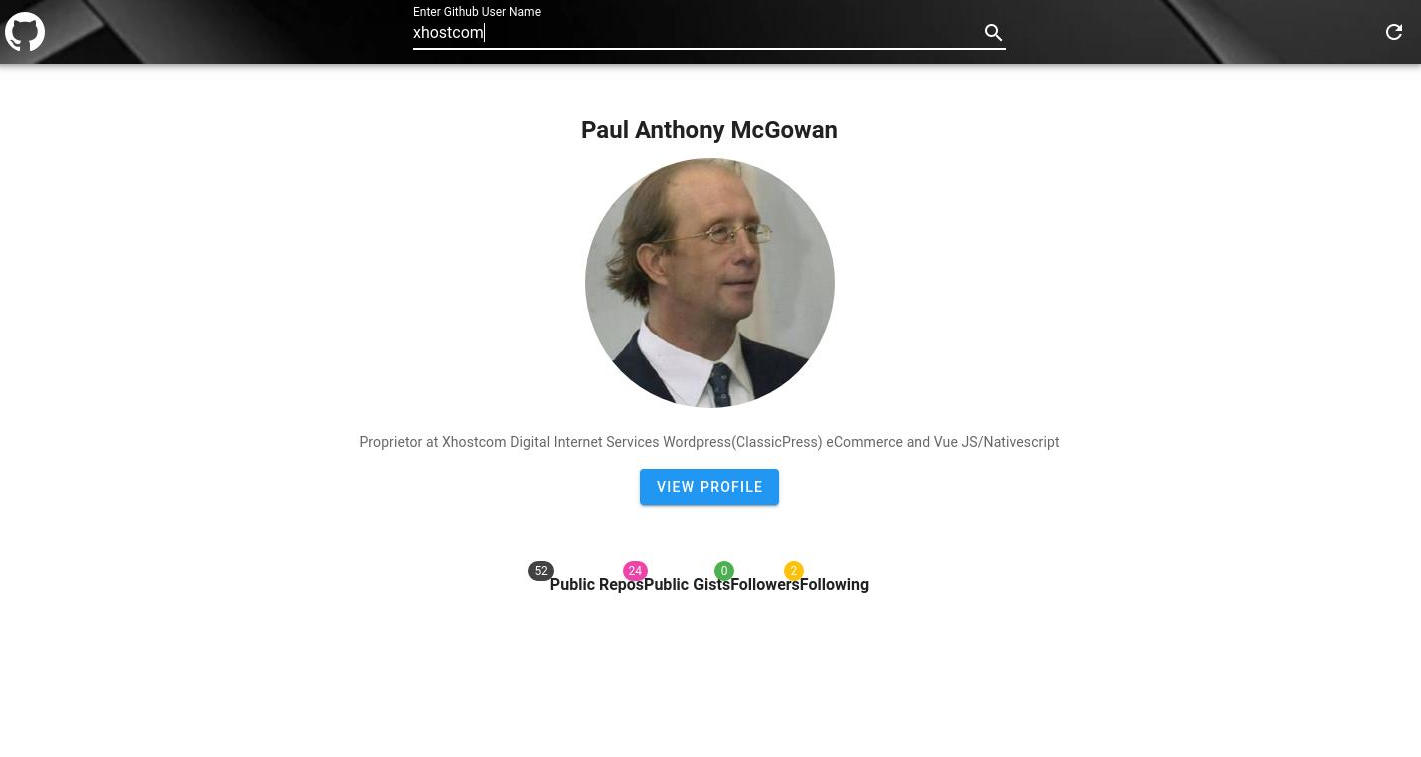 Enter Github User Name
xhostcom
Paul Anthony McGowan
Proprietor at Xhostcom Digital Internet Services Wordpress(ClassicPress) eCommerce and Vue JS/Nativescript
VIEW PROFILE
52 24 0 2
Public Repos Public Gists Followers Following